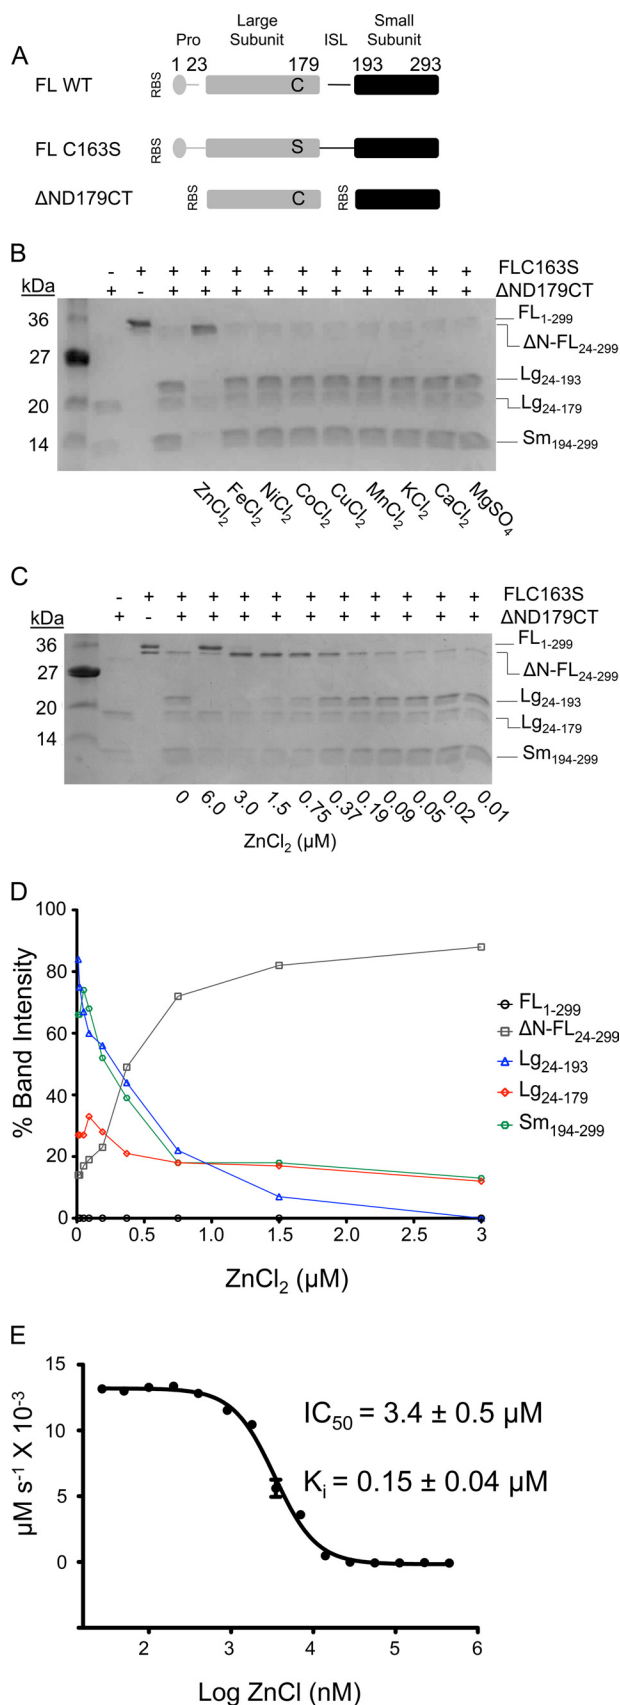 A
Pro
Large Subunit
ISL
Small Subunit
1 23 179 193 293
FL WT
RBS
C
FL C163S
RBS
S
ΔND179CT
RBS
C
RBS
B
- + + + + + + + + + + + FLC163S
+ - + + + + + + + + + + ΔND179CT
kDa
36
27
20
14
FL1-299
ΔN-FL24-299
Lg24-193
Lg24-179
Sm194-299
ZnCl2 FeCl2 NiCl2 CoCl2 CuCl2 MnCl2 KCl2 CaCl2 MgSO4
C
- + + + + + + + + + + + + FLC163S
+ - + + + + + + + + + + + ΔND179CT
kDa
36
27
20
14
FL1-299
ΔN-FL24-299
Lg24-193
Lg24-179
Sm194-299
0 6.0 3.0 1.5 0.75 0.37 0.19 0.09 0.05 0.02 0.01
ZnCl2 (µM)
D
100
80
60
40
20
0
% Band Intensity
0 0.5 1.0 1.5 2.0 2.5 3
ZnCl2 (µM)
FL1-299
ΔN-FL24-299
Lg24-193
Lg24-179
Sm194-299
E
15
10
5
0
µM s-1 X 10-3
IC50 = 3.4 ± 0.5 µM
Ki = 0.15 ± 0.04 µM
2 3 4 5 6
Log ZnCl (nM)